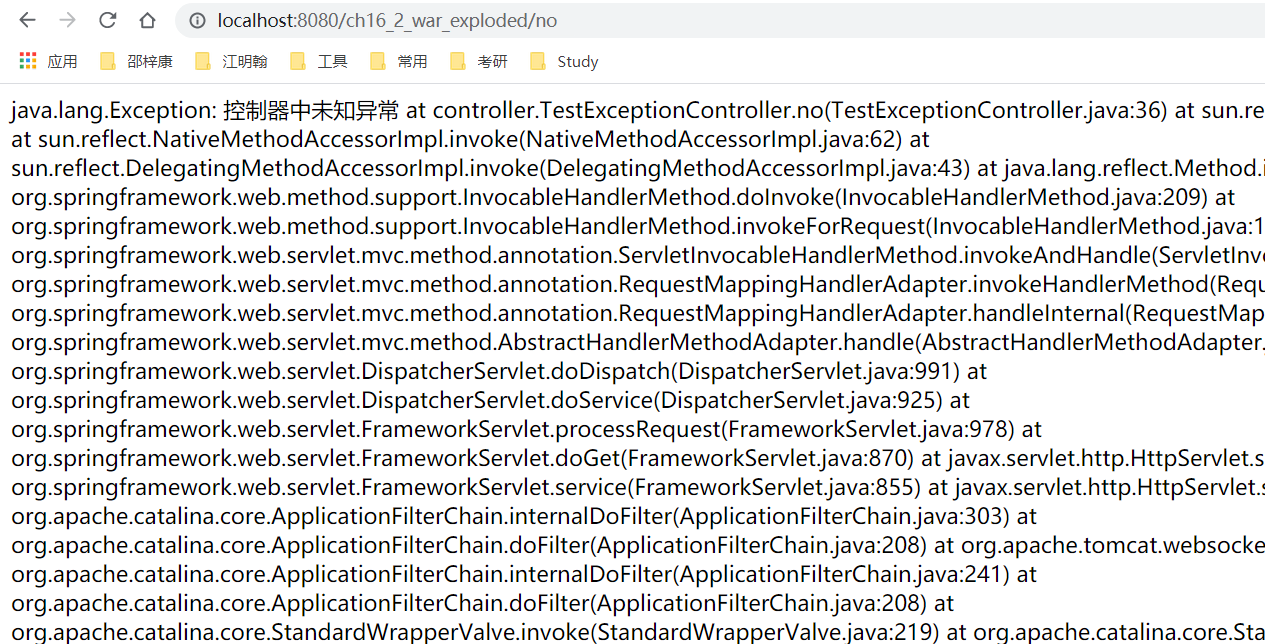 localhost:8080/ch16_2_war_exploded/no
应用 邵梓康 江明翰 工具 常用 考研 Study
java.lang.Exception: 控制器中未知异常 at controller.TestExceptionController.no(TestExceptionController.java:36) at sun.re
at sun.reflect.NativeMethodAccessorImpl.invoke(NativeMethodAccessorImpl.java:62) at
sun.reflect.DelegatingMethodAccessorImpl.invoke(DelegatingMethodAccessorImpl.java:43) at java.lang.reflect.Method.i
org.springframework.web.method.support.InvocableHandlerMethod.doInvoke(InvocableHandlerMethod.java:209) at
org.springframework.web.method.support.InvocableHandlerMethod.invokeForRequest(InvocableHandlerMethod.java:1
org.springframework.web.servlet.mvc.method.annotation.ServletInvocableHandlerMethod.invokeAndHandle(ServletInvo
org.springframework.web.servlet.mvc.method.annotation.RequestMappingHandlerAdapter.invokeHandlerMethod(Requ
org.springframework.web.servlet.mvc.method.annotation.RequestMappingHandlerAdapter.handleInternal(RequestMap
org.springframework.web.servlet.mvc.method.AbstractHandlerMethodAdapter.handle(AbstractHandlerMethodAdapter.
org.springframework.web.servlet.DispatcherServlet.doDispatch(DispatcherServlet.java:991) at
org.springframework.web.servlet.DispatcherServlet.doService(DispatcherServlet.java:925) at
org.springframework.web.servlet.FrameworkServlet.processRequest(FrameworkServlet.java:978) at
org.springframework.web.servlet.FrameworkServlet.doGet(FrameworkServlet.java:870) at javax.servlet.http.HttpServlet.s
org.springframework.web.servlet.FrameworkServlet.service(FrameworkServlet.java:855) at javax.servlet.http.HttpServlet.s
org.apache.catalina.core.ApplicationFilterChain.internalDoFilter(ApplicationFilterChain.java:303) at
org.apache.catalina.core.ApplicationFilterChain.doFilter(ApplicationFilterChain.java:208) at org.apache.tomcat.websocke
org.apache.catalina.core.ApplicationFilterChain.internalDoFilter(ApplicationFilterChain.java:241) at
org.apache.catalina.core.ApplicationFilterChain.doFilter(ApplicationFilterChain.java:208) at
org.apache.catalina.core.StandardWrapperValve.invoke(StandardWrapperValve.java:219) at org.apache.catalina.core.Sta